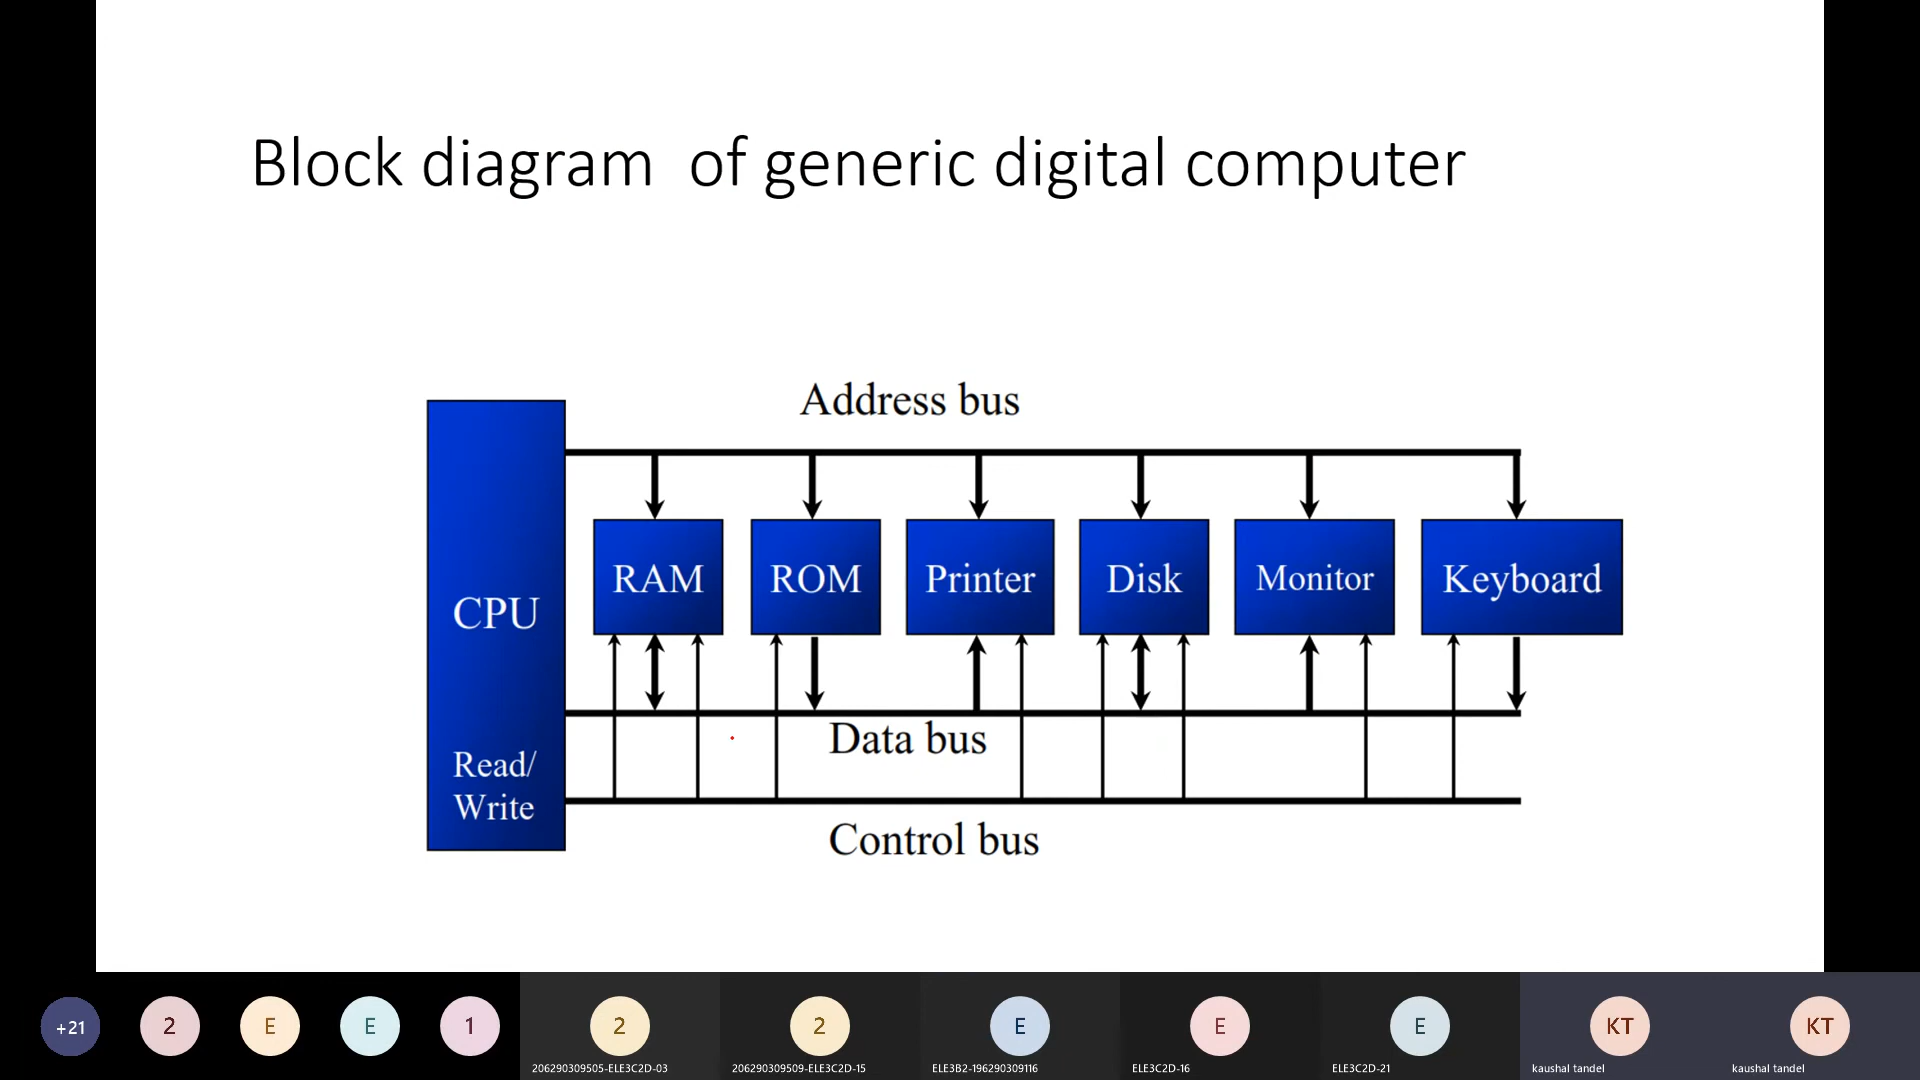 Block diagram  of generic digital computer
Address bus
CPU
RAM
ROM
Printer
Disk
Monitor
Keyboard
Data bus
Read/
Write
Control bus
+21
2
E
E
1
2
206290309505-ELE3C2D-03
2
206290309509-ELE3C2D-15
E
ELE3B2-196290309116
E
ELE3C2D-16
E
ELE3C2D-21
KT
kaushal tandel
KT
kaushal tandel